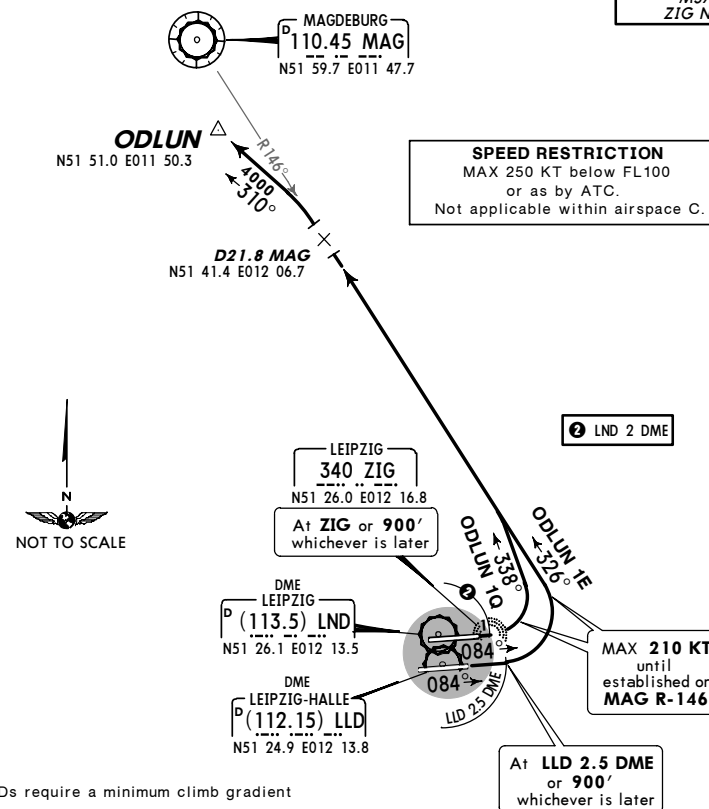 MAGDEBURG
D 110.45 MAG
N51 59.7 E011 47.7
ZIG N
ODLUN
N51 51.0 E011 50.3
R146°
4000
310°
SPEED RESTRICTION
MAX 250 KT below FL100
or as by ATC.
Not applicable within airspace C.
D21.8 MAG
N51 41.4 E012 06.7
N
NOT TO SCALE
2 LND 2 DME
LEIPZIG
340 ZIG
N51 26.0 E012 16.8
At ZIG or 900'
whichever is later
ODLUN 1Q
338°
ODLUN 1E
326°
2
DME
LEIPZIG
D (113.5) LND
N51 26.1 E012 13.5
084°
084°
LLD 2.5 DME
DME
LEIPZIG-HALLE
D (112.15) LLD
N51 24.9 E012 13.8
MAX 210 KT
until
established on
MAG R-146
At LLD 2.5 DME
or 900'
whichever is later
Ds require a minimum climb gradient